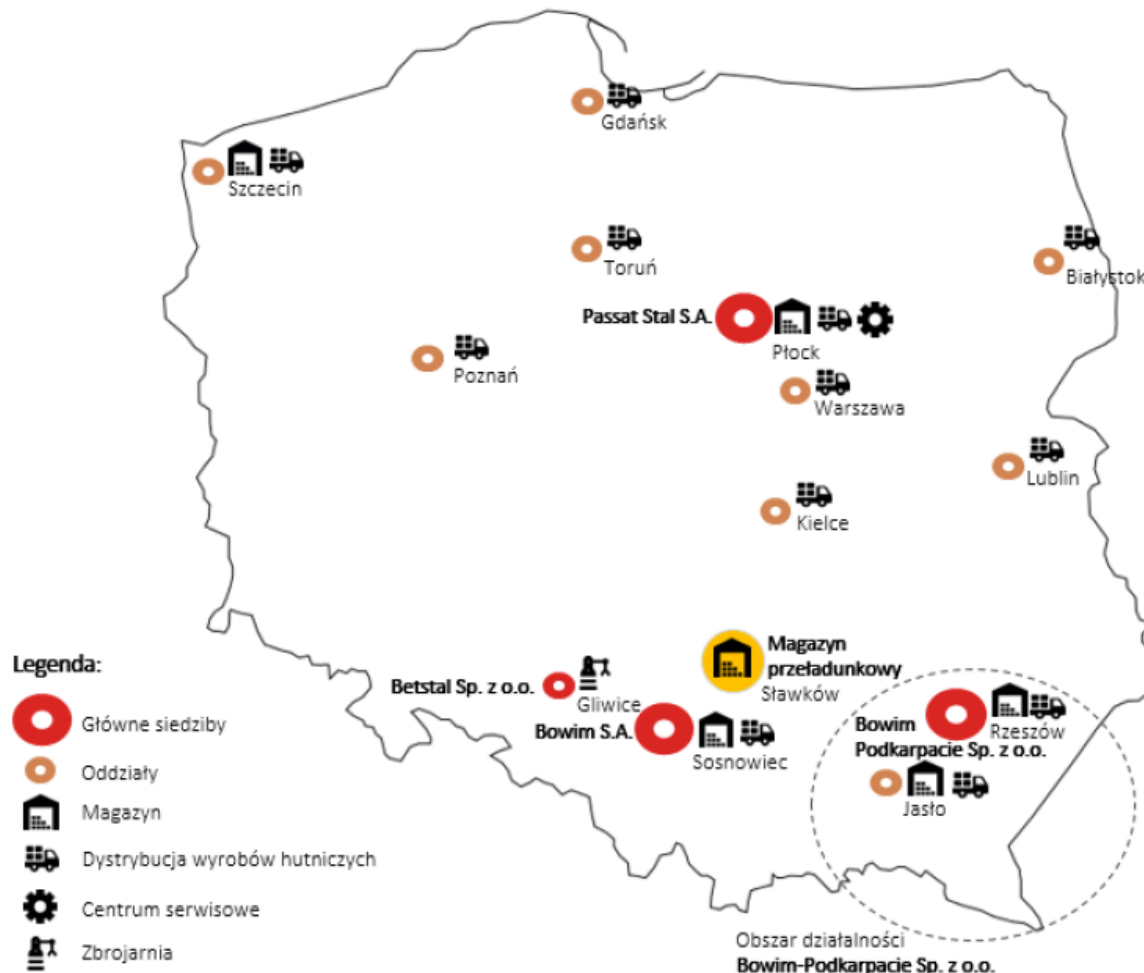 Gdańsk
Szczecin
Toruń
Białystok
Passat Stal S.A.
Płock
Poznań
Warszawa
Lublin
Kielce
Magazyn
przeładunkowy
Sławków
Betstal Sp. z o.o.
Gliwice
Bowim S.A.
Sosnowiec
Bowim
Podkarpacie Sp. z o.o.
Rzeszów
Jasło
Legenda:
Główne siedziby
Oddziały
Magazyn
Dystrybucja wyrobów hutniczych
Centrum serwisowe
Zbrojarnia
Obszar działalności
Bowim-Podkarpacie Sp. z o.o.